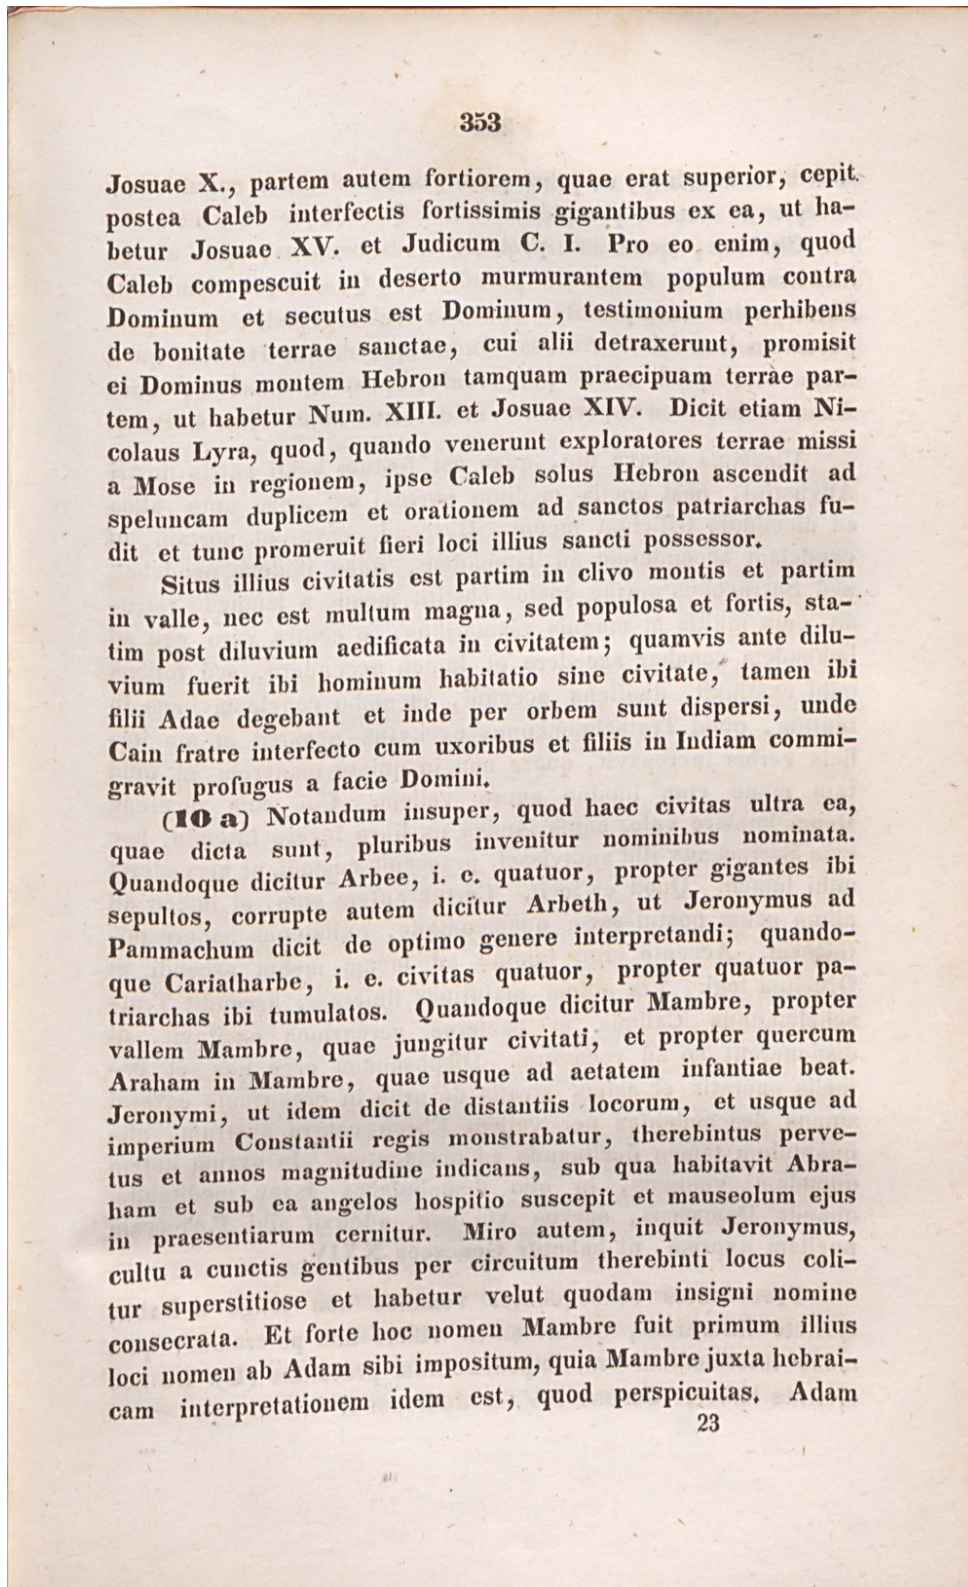 353
Josuae X., partem autem fortiorem, quae erat superior, cepit
postea Caleb interfectis fortissimis gigantibus ex ea, ut ha-
betur Josuae XV. et Judicum C. I. Pro eo enim, quod
Caleb compescuit in deserto murmurantem populum contra
Dominum et secutus est Dominum, testimonium perhibens
de bonitate terrae sanctae, cui alii detraxerunt, promisit
ei Dominus montem Hebron tamquam praecipuam terrae par-
tem, ut habetur Num. XIII. et Josuae XIV. Dicit etiam Ni-
colaus Lyra, quod, quando venerunt exploratores terrae missi
a Mose in regionem, ipse Caleb solus Hebron ascendit ad
speluncam duplicem et orationem ad sanctos patriarchas fu-
dit et tunc promeruit fieri loci illius sancti possessor.
Situs illius civitatis est partim in clivo montis et partim
in valle, nec est multum magna, sed populosa et fortis, sta-
tim post diluvium aedificata in civitatem; quamvis ante dilu-
vium fuerit ibi hominum habitatio sine civitate, tamen ibi
filii Adae degebant et inde per orbem sunt dispersi, unde
Cain fratre interfecto cum uxoribus et filiis in Indiam commi-
gravit profugus a facie Domini.
(10 a) Notandum insuper, quod haec civitas ultra ea,
quae dicta sunt, pluribus invenitur nominibus nominata.
Quandoque dicitur Arbee, i. e. quatuor, propter gigantes ibi
sepultos, corrupte autem dicitur Arbeth, ut Jeronymus ad
Pammachum dicit de optimo genere interpretandi; quando-
que Cariatharbe, i. e. civitas quatuor, propter quatuor pa-
triarchas ibi tumulatos. Quandoque dicitur Mambre, propter
vallem Mambre, quae jungitur civitati, et propter quercum
Araham in Mambre, quae usque ad aetatem infantiae beat.
Jeronymi, ut idem dicit de distantiis locorum, et usque ad
imperium Constantii regis monstrabatur, therebintus perve-
tus et annos magnitudine indicans, sub qua habitavit Abra-
ham et sub ea angelos hospitio suscepit et mauseolum ejus
in praesentiarum cernitur. Miro autem, inquit Jeronymus,
cultu a cunctis gentibus per circuitum therebinti locus coli-
tur superstitiose et habetur velut quodam insigni nomine
consecrata. Et forte hoc nomen Mambre fuit primum illius
loci nomen ab Adam sibi impositum, quia Mambre juxta hebrai-
cam interpretationem idem est, quod perspicuitas. Adam
23